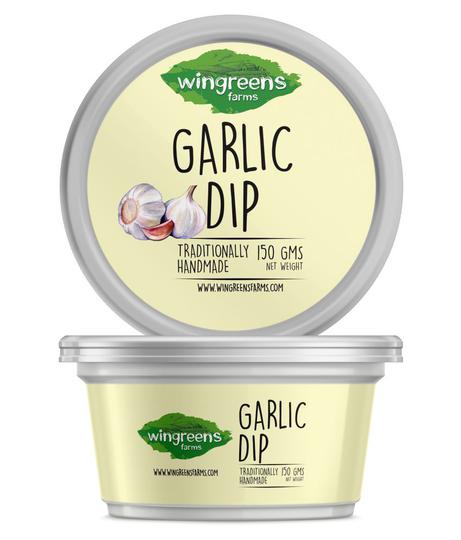 wingreens
farms
GARLIC
DIP
TRADITIONALLY 150 GMS
HANDMADE NET WEIGHT
WWW.WINGREENSFARMS.COM
wingreens
farms
WWW.WINGREENSFARMS.COM
GARLIC
DIP
TRADITIONALLY 150 GMS
HANDMADE NET WEIGHT